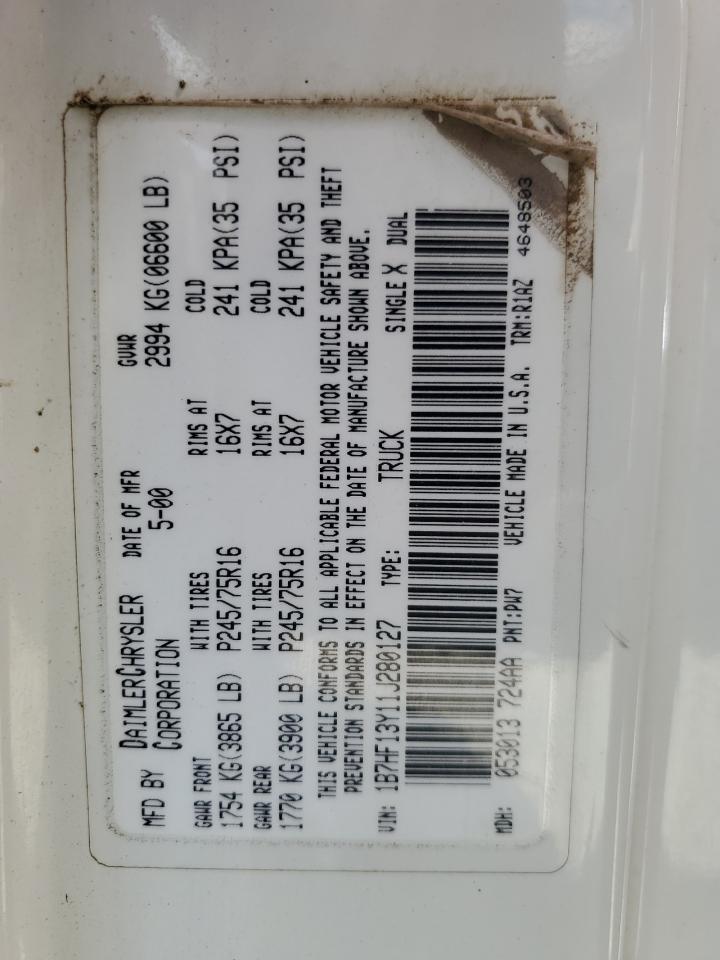 MFD BY DAIMLERCHRYSLER CORPORATION
DATE OF MFR 5-00
GVWR 2994 KG(06600 LB)
GAWR FRONT WITH TIRES RIMS AT COLD
1754 KG(3865 LB) P245/75R16 16X7 241 KPA(35 PSI)
GAWR REAR WITH TIRES RIMS AT COLD
1770 KG(3900 LB) P245/75R16 16X7 241 KPA(35 PSI)
THIS VEHICLE CONFORMS TO ALL APPLICABLE FEDERAL MOTOR VEHICLE SAFETY AND THEFT
PREVENTION STANDARDS IN EFFECT ON THE DATE OF MANUFACTURE SHOWN ABOVE.
VIN: 1B7HF13Y11J280127 TYPE: TRUCK SINGLE X DUAL
MDH: 053013 724AA PNT:PW7 VEHICLE MADE IN U.S.A. TRM:R1AZ
4648503